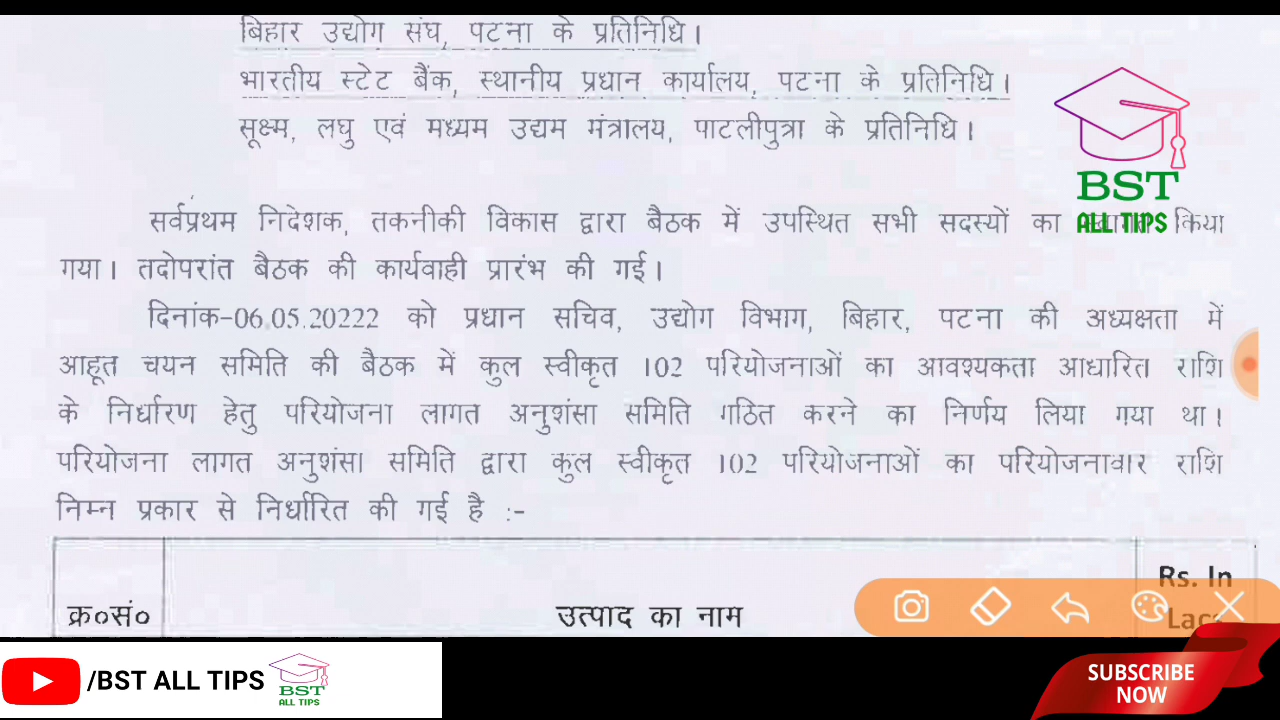 बिहार उद्योग संघ, पटना के प्रतिनिधि।
भारतीय स्टेट बैंक, स्थानीय प्रधान कार्यालय, पटना के प्रतिनिधि।
सूक्ष्म, लघु एवं मध्यम उद्यम मंत्रालय, पाटलीपुत्रा के प्रतिनिधि।
BST
ALL TIPS
सर्वप्रथम निदेशक, तकनीकी विकास द्वारा बैठक में उपस्थित सभी सदस्यों का किया
गया। तदोपरांत बैठक की कार्यवाही प्रारंभ की गई।
दिनांक-06.05.20222 को प्रधान सचिव, उद्योग विभाग, बिहार, पटना की अध्यक्षता में
आहूत चयन समिति की बैठक में कुल स्वीकृत 102 परियोजनाओं का आवश्यकता आधारित राशि
के निर्धारण हेतु परियोजना लागत अनुशंसा समिति गठित करने का निर्णय लिया गया था।
परियोजना लागत अनुशंसा समिति द्वारा कुल स्वीकृत 102 परियोजनाओं का परियोजनावार राशि
निम्न प्रकार से निर्धारित की गई है :-
Rs. In
क्र०सं० उत्पाद का नाम Lacs
/BST ALL TIPS
BST
ALL TIPS
SUBSCRIBE
NOW